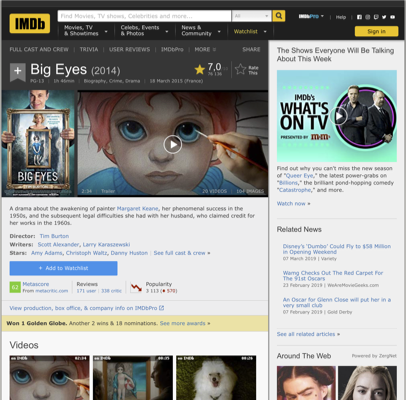 IMDb
Find Movies, TV shows, Celebrities and more...
All
Movies, TV & Showtimes
Celebs, Events & Photos
News & Community
Watchlist
IMDbPro
Help
Sign in
FULL CAST AND CREW | TRIVIA | USER REVIEWS | IMDbPro | MORE
SHARE
Big Eyes (2014)
PG-13 | 1h 46min | Biography, Crime, Drama | 18 March 2015 (France)
7,0
Rate This
BIG EYES
2:34 Trailer
A drama about the awakening of painter Margaret Keane, her phenomenal success in the
1950s, and the subsequent legal difficulties she had with her husband, who claimed credit for
her works in the 1960s.
Director: Tim Burton
Writers: Scott Alexander, Larry Karaszewski
Stars: Amy Adams, Christoph Waltz, Danny Huston | See full cast & crew »
+ Add to Watchlist
62 Metascore
From metacritic.com
Reviews
171 user | 338 critic
Popularity
3 113 (570)
View production, box office, & company info on IMDbPro
Won 1 Golden Globe. Another 2 wins & 18 nominations. See more awards »
Videos
The Shows Everyone Will Be Talking
About This Week
IMDb's
WHAT'S
ON TV
PRESENTED BY
Find out why you can't miss the new season
of "Queer Eye," the latest power-grabs on
"Billions," the brilliant pond-hopping comedy
"Catastrophe," and more.
Watch now »
Related News
Disney's 'Dumbo' Could Fly to $58 Million
in Opening Weekend
07 March 2019 | Variety
Warng Checks Out The Red Carpet For
The 91st Oscars
23 February 2019 | WeAreMovieGeeks.com
An Oscar for Glenn Close will put her in a
very small club
07 February 2019 | Gold Derby
See all related articles »
Around The Web
Powered by ZergNet